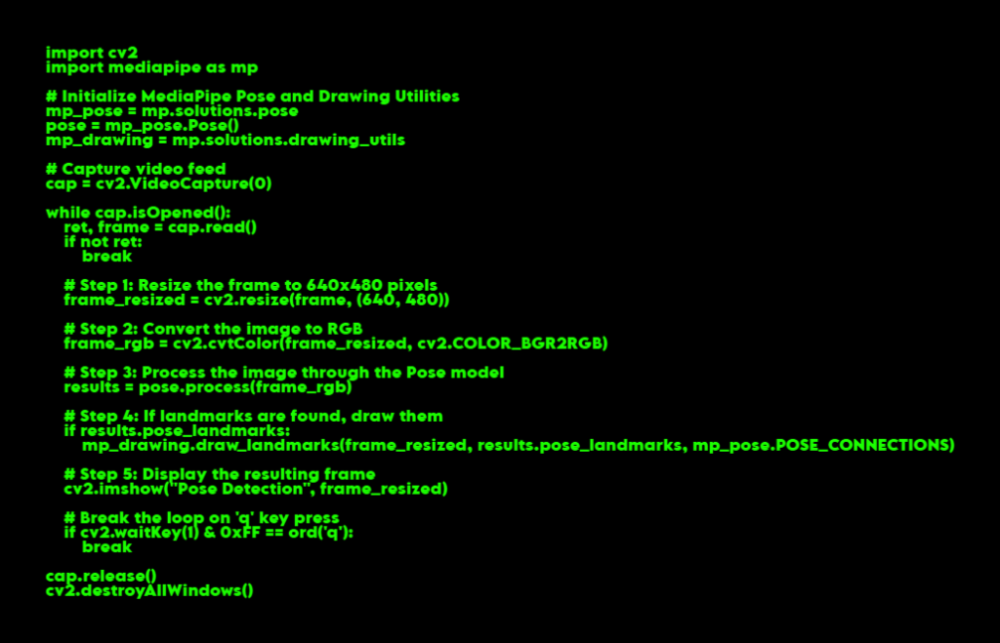 import cv2
import mediapipe as mp

# Initialize MediaPipe Pose and Drawing Utilities
mp_pose = mp.solutions.pose
pose = mp_pose.Pose()
mp_drawing = mp.solutions.drawing_utils

# Capture video feed
cap = cv2.VideoCapture(0)

while cap.isOpened():
    ret, frame = cap.read()
    if not ret:
        break

    # Step 1: Resize the frame to 640x480 pixels
    frame_resized = cv2.resize(frame, (640, 480))

    # Step 2: Convert the image to RGB
    frame_rgb = cv2.cvtColor(frame_resized, cv2.COLOR_BGR2RGB)

    # Step 3: Process the image through the Pose model
    results = pose.process(frame_rgb)

    # Step 4: If landmarks are found, draw them
    if results.pose_landmarks:
        mp_drawing.draw_landmarks(frame_resized, results.pose_landmarks, mp_pose.POSE_CONNECTIONS)

    # Step 5: Display the resulting frame
    cv2.imshow("Pose Detection", frame_resized)

    # Break the loop on 'q' key press
    if cv2.waitKey(1) & 0xFF == ord('q'):
        break

cap.release()
cv2.destroyAllWindows()